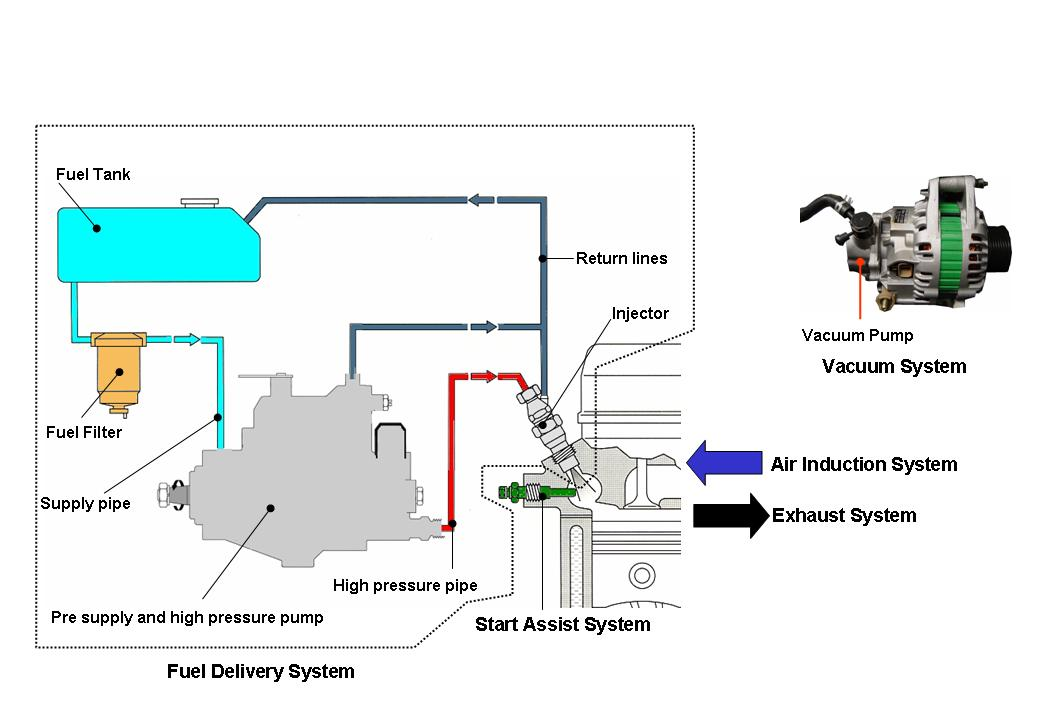 Fuel Tank
Return lines
Injector
Vacuum Pump
Vacuum System
Fuel Filter
Air Induction System
Supply pipe
Exhaust System
High pressure pipe
Pre supply and high pressure pump
Start Assist System
Fuel Delivery System